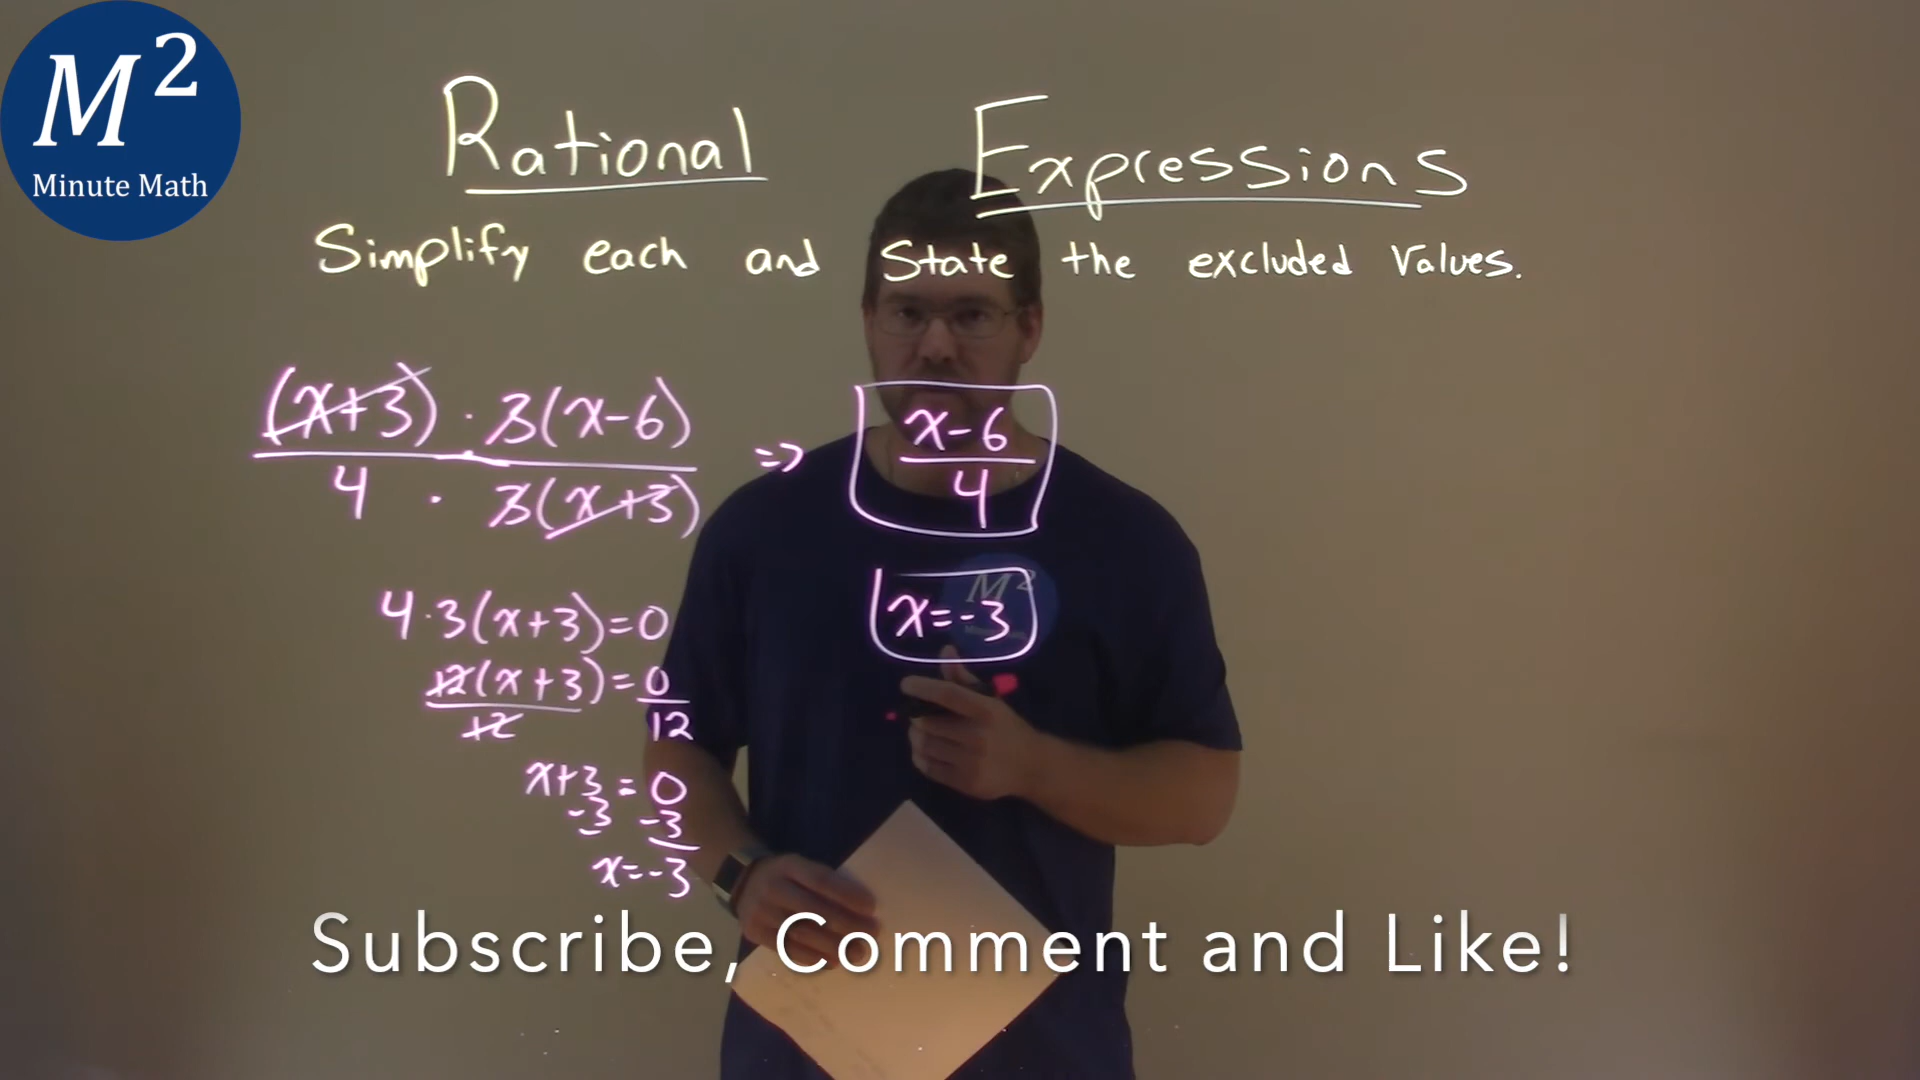 M²
Minute Math
Rational Expressions
Simplify each and State the excluded Values.
(x+3) · 3(x-6)
4 · 3(x+3)
=>
x-6
4
4·3(x+3)=0
12(x+3)=0
12 12
x+3=0
-3 -3
x=-3
x=-3
M²
Subscribe, Comment and Like!